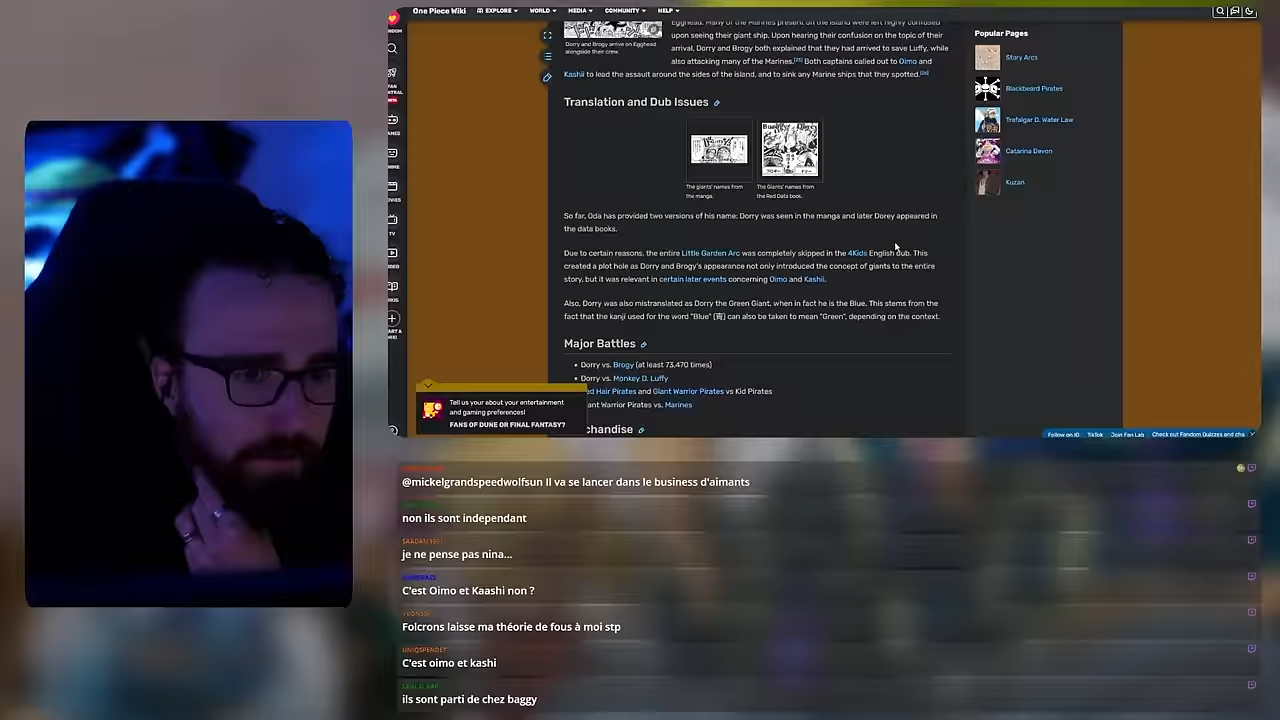 One Piece Wiki
EXPLORE
WORLD
MEDIA
COMMUNITY
HELP
Egghead. Many of the Marines present on the island were left highly confused
upon seeing their giant ship. Upon hearing their confusion on the topic of their
arrival, Dorry and Brogy both explained that they had arrived to save Luffy, while
also attacking many of the Marines.[25] Both captains called out to Oimo and
Kashii to lead the assault around the sides of the island, and to sink any Marine ships that they spotted.
Dorry and Brogy arrive on Egghead
alongside their crew.
Translation and Dub Issues
The giants' names from
the manga.
The Giants' names from
the Red Data book.
So far, Oda has provided two versions of his name; Dorry was seen in the manga and later Dorey appeared in
the data books.
Due to certain reasons, the entire Little Garden Arc was completely skipped in the 4Kids English dub. This
created a plot hole as Dorry and Brogy's appearance not only introduced the concept of giants to the entire
story, but it was relevant in certain later events concerning Oimo and Kashii.
Also, Dorry was also mistranslated as Dorry the Green Giant, when in fact he is the Blue. This stems from the
fact that the kanji used for the word "Blue" (青) can also be taken to mean "Green", depending on the context.
Major Battles
Dorry vs. Brogy (at least 73,470 times)
Dorry vs. Monkey D. Luffy
Hair Pirates and Giant Warrior Pirates vs Kid Pirates
Warrior Pirates vs. Marines
Popular Pages
Story Arcs
Blackbeard Pirates
Trafalgar D. Water Law
Catarina Devon
Kuzan
Tell us your about your entertainment
and gaming preferences!
FANS OF DUNE OR FINAL FANTASY?
Follow on IG
TikTok
Join Fan Lab
Check out Fandom Quizzes and cha
@mickelgrandspeedwolfsun Il va se lancer dans le business d'aimants
non ils sont independant
je ne pense pas nina...
C'est Oimo et Kaashi non ?
Folcrons laisse ma théorie de fous à moi stp
UNIQSPENDET
C'est oimo et kashi
ils sont parti de chez baggy